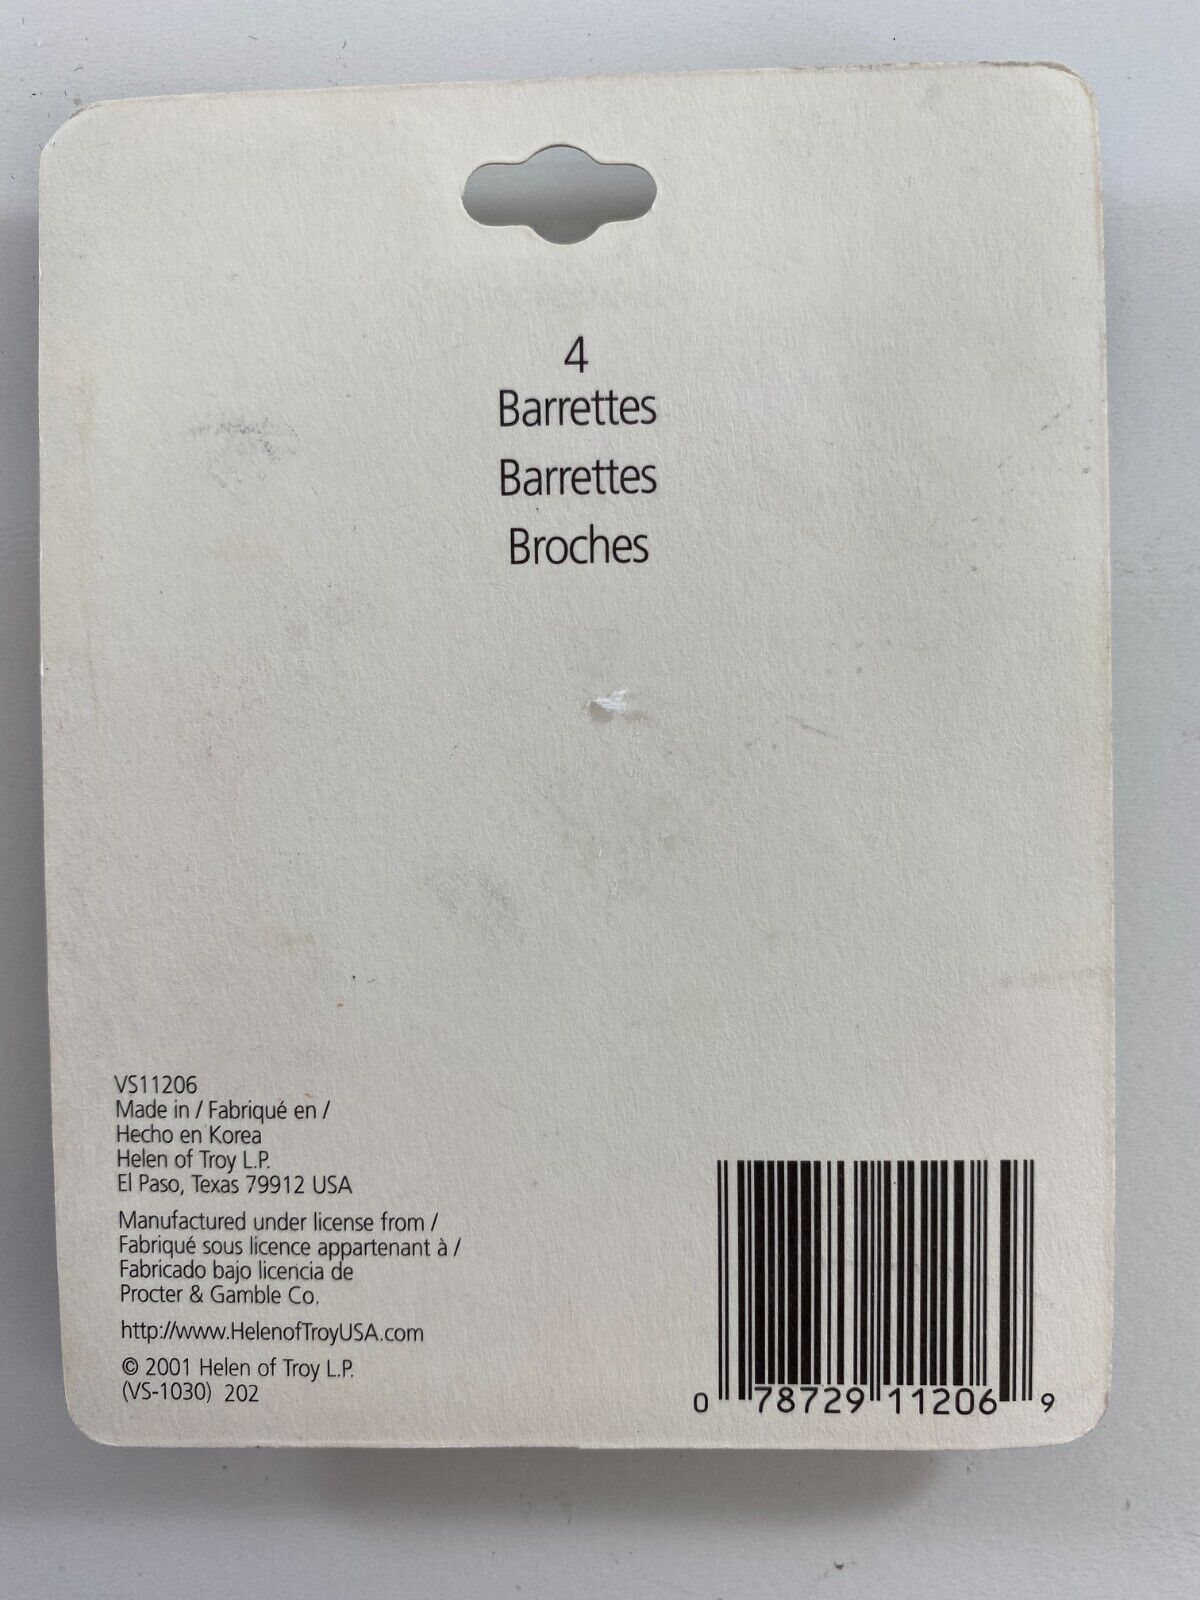 4
Barrettes
Barrettes
Broches
VS11206
Made in / Fabriqué en /
Hecho en Korea
Helen of Troy L.P.
El Paso, Texas 79912 USA
Manufactured under license from /
Fabriqué sous licence appartenant à /
Fabricado bajo licencia de
Procter & Gamble Co.
http://www.HelenofTroyUSA.com
© 2001 Helen of Troy L.P.
(VS-1030) 202
0 78729 11206 9